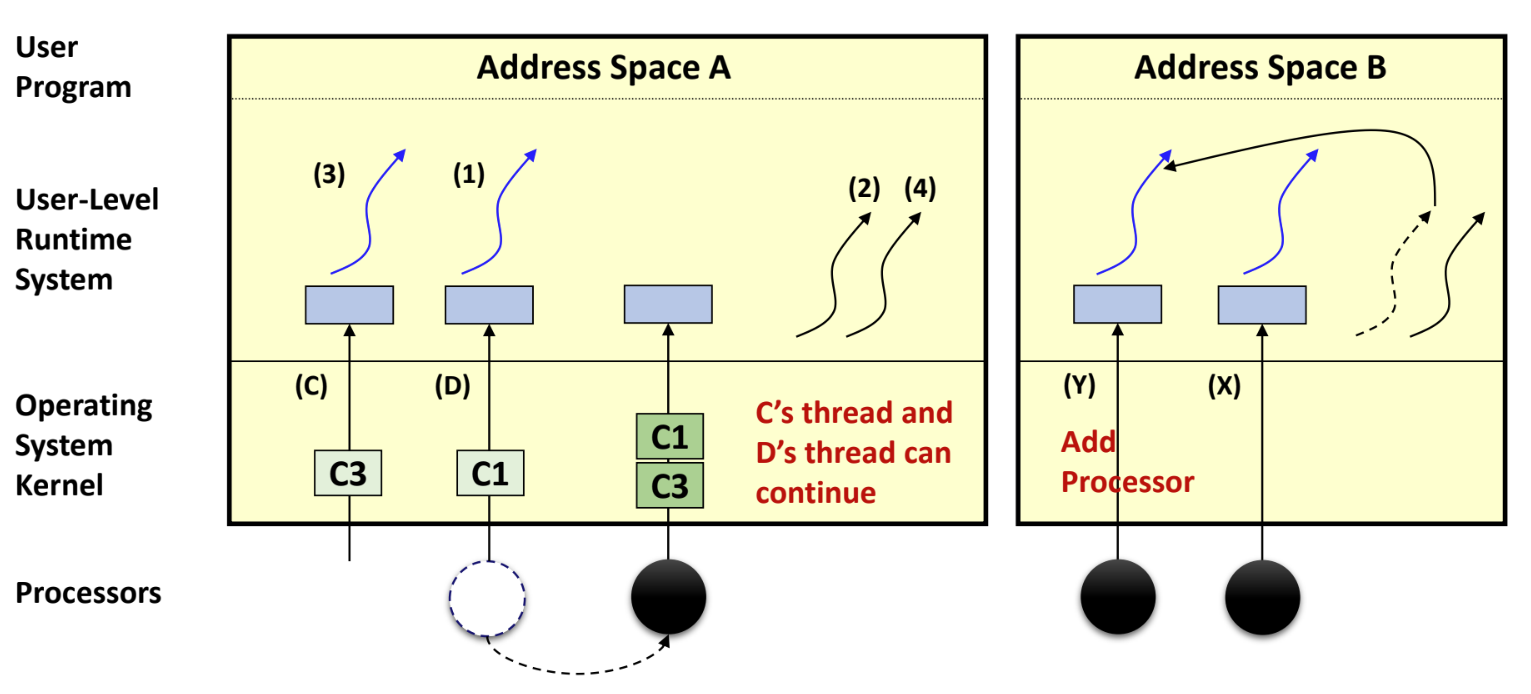 User
Program
Address Space A
Address Space B
User-Level
Runtime
System
(3)
(1)
(2)
(4)
Operating
System
Kernel
(C)
(D)
C3
C1
C1
C3
C's thread and
D's thread can
continue
(Y)
(X)
Add
Processor
Processors